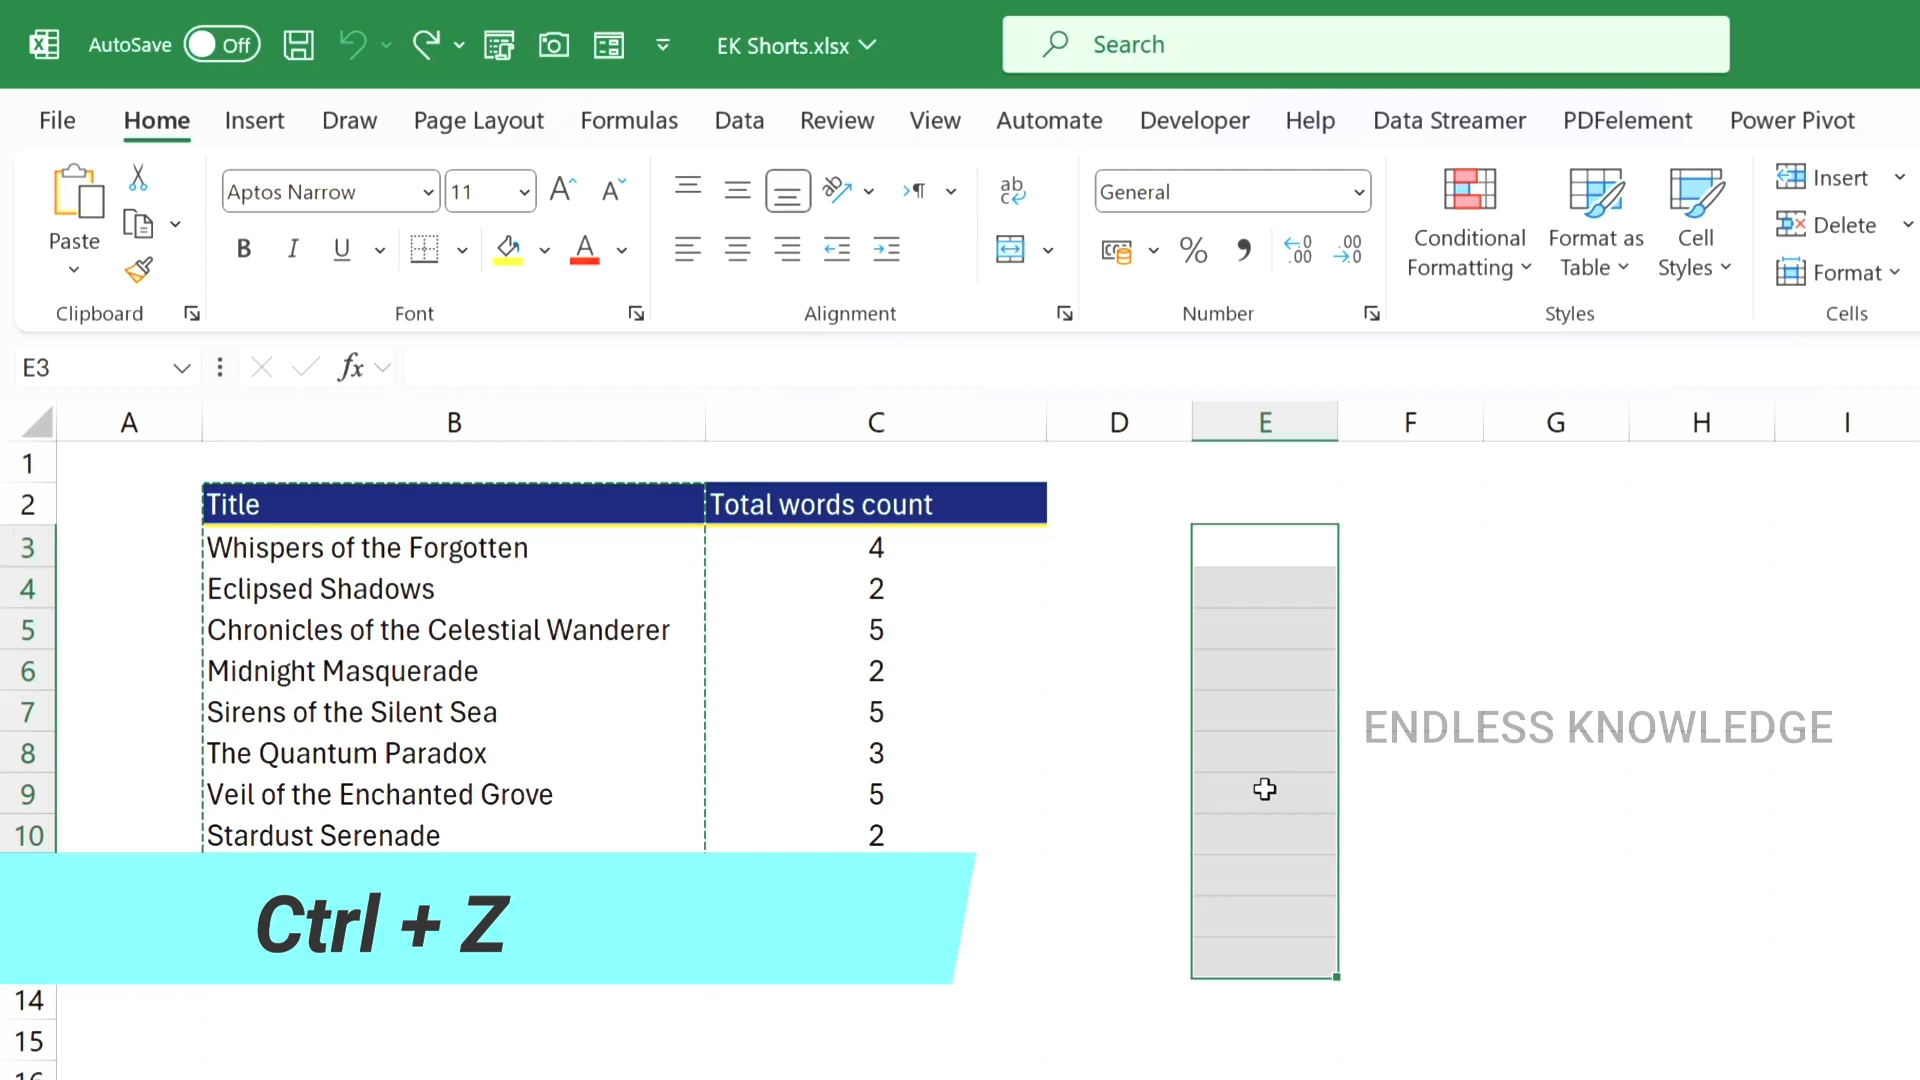 AutoSave Off EK Shorts.xlsx Search
File Home Insert Draw Page Layout Formulas Data Review View Automate Developer Help Data Streamer PDFelement Power Pivot
Paste
Clipboard
Aptos Narrow 11
B I U A
Font
ab
Alignment
General
% .00 .00
Number
Conditional Formatting
Format as Table
Cell Styles
Styles
Insert
Delete
Format
Cells
E3 fx
A B C D E F G H I
1
2 Title Total words count
3 Whispers of the Forgotten 4
4 Eclipsed Shadows 2
5 Chronicles of the Celestial Wanderer 5
6 Midnight Masquerade 2
7 Sirens of the Silent Sea 5
ENDLESS KNOWLEDGE
8 The Quantum Paradox 3
9 Veil of the Enchanted Grove 5
10 Stardust Serenade 2
Ctrl + Z
14
15